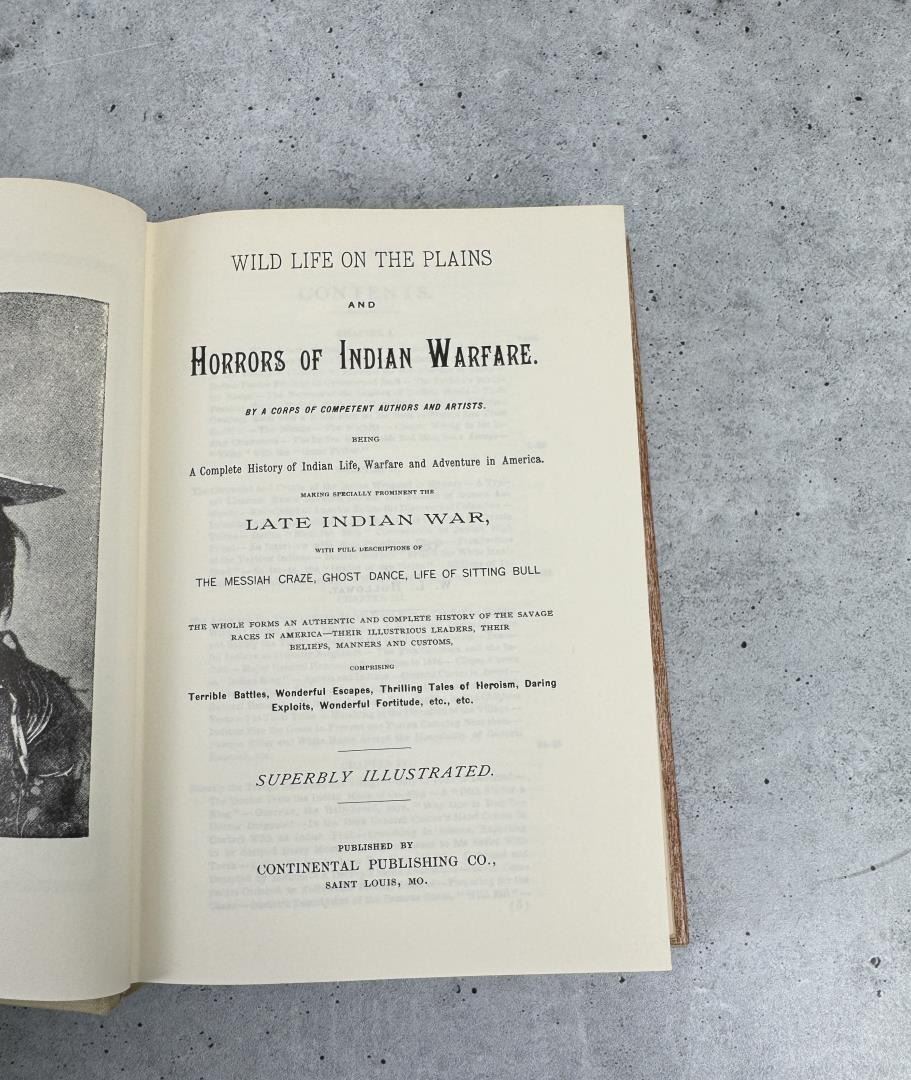 WILD LIFE ON THE PLAINS
AND
HORRORS OF INDIAN WARFARE.
BY A CORPS OF COMPETENT AUTHORS AND ARTISTS.
BEING
A Complete History of Indian Life, Warfare and Adventure in America.
MAKING SPECIALLY PROMINENT THE
LATE INDIAN WAR,
WITH FULL DESCRIPTIONS OF
THE MESSIAH CRAZE, GHOST DANCE, LIFE OF SITTING BULL
THE WHOLE FORMS AN AUTHENTIC AND COMPLETE HISTORY OF THE SAVAGE
RACES IN AMERICA—THEIR ILLUSTRIOUS LEADERS, THEIR
BELIEFS, MANNERS AND CUSTOMS,
COMPRISING
Terrible Battles, Wonderful Escapes, Thrilling Tales of Heroism, Daring
Exploits, Wonderful Fortitude, etc., etc.
SUPERBLY ILLUSTRATED.
PUBLISHED BY
CONTINENTAL PUBLISHING CO.,
SAINT LOUIS, MO.